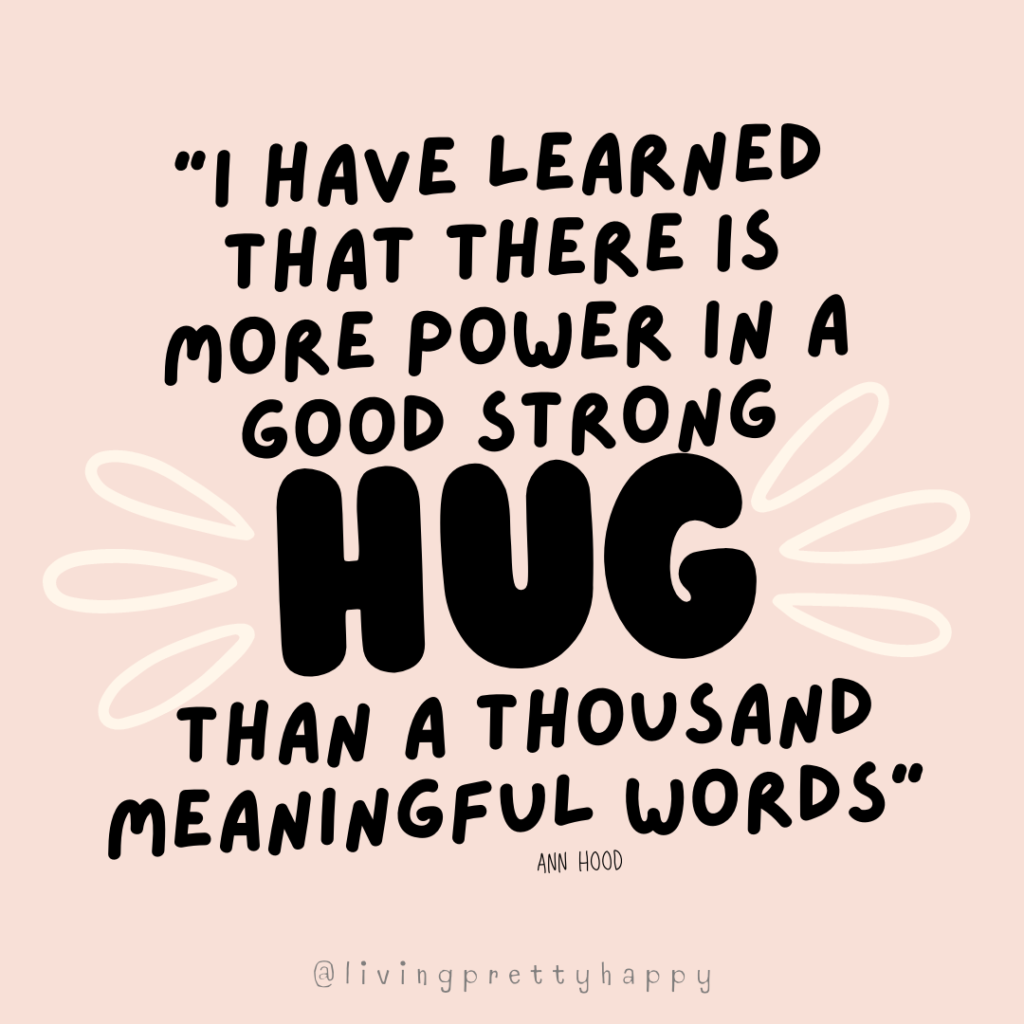 “I HAVE LEARNED
THAT THERE IS
MORE POWER IN A
GOOD STRONG
HUG
THAN A THOUSAND
MEANINGFUL WORDS”
ANN HOOD
@livingprettyhappy